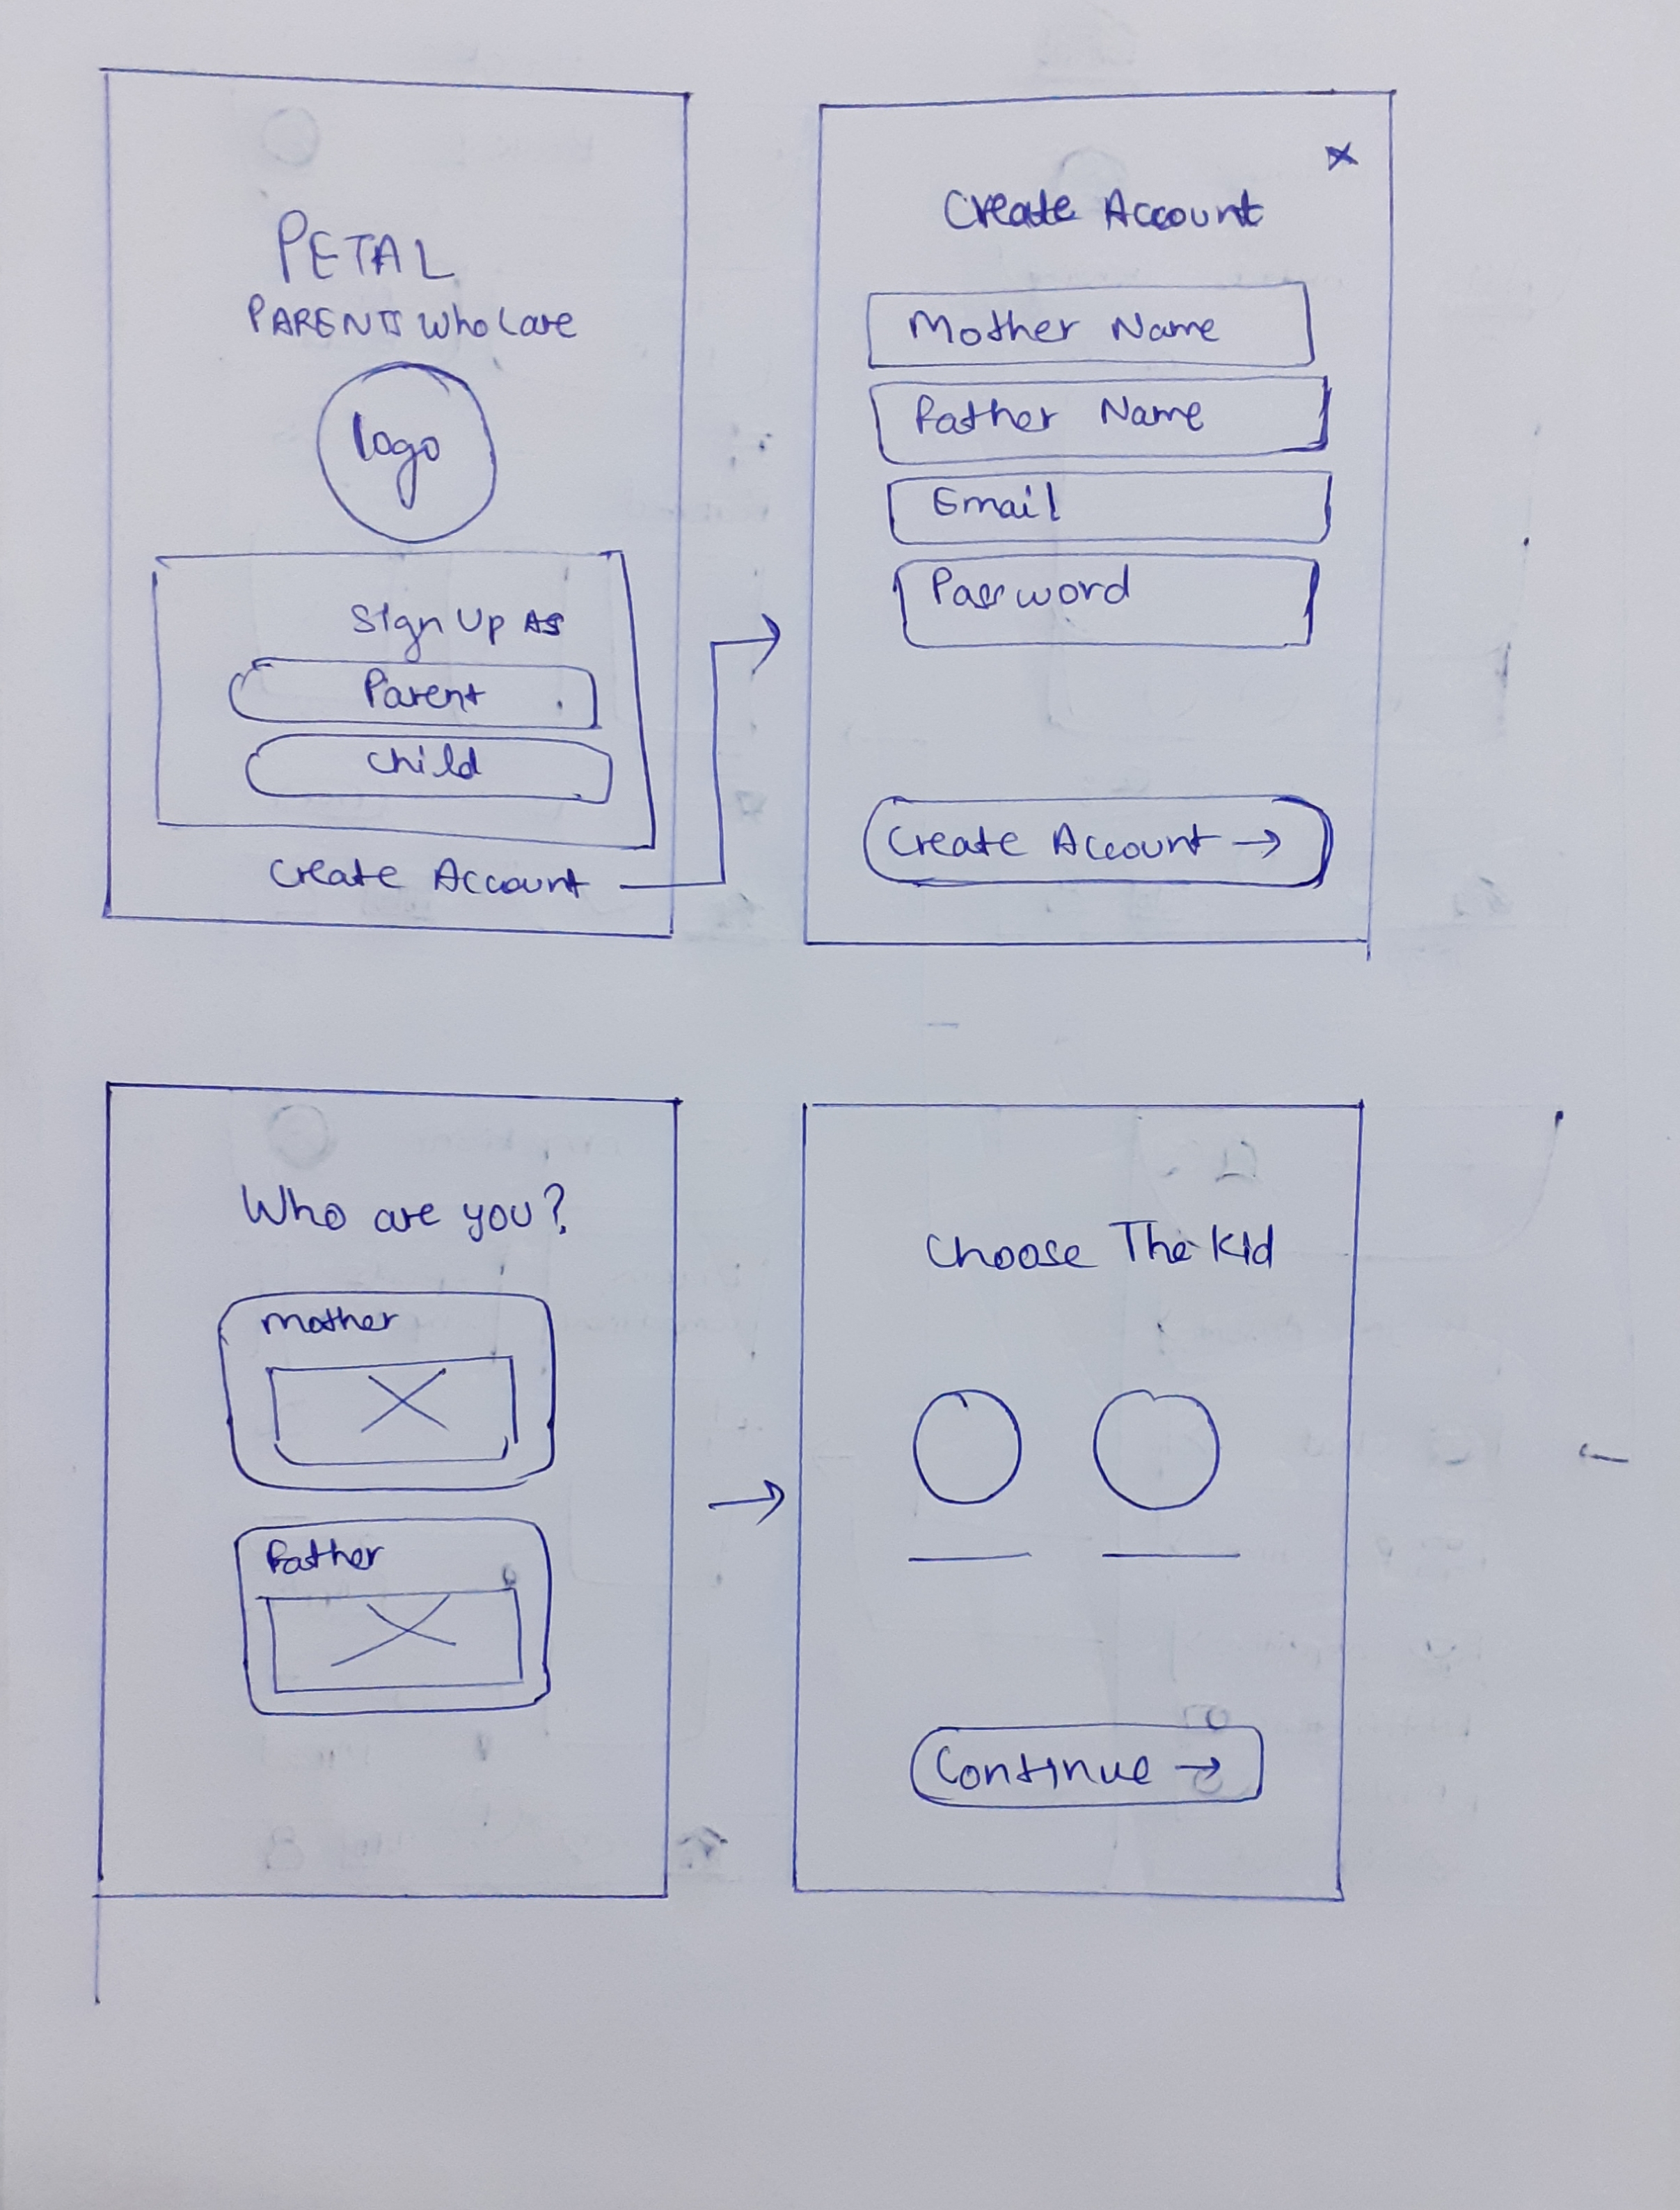 PETAL
PARENTS Who Care
logo
Sign Up As
Parent
child
Create Account
x
Create Account
Mother Name
Father Name
Email
Password
Create Account →
Who are you?
Mother
Father
Choose The Kid
Continue →